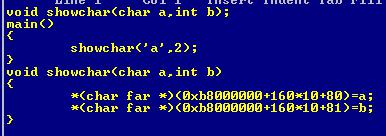 Line 1    Col 1  Insert Indent Tab Fill
void showchar(char a,int b);
main()
{
        showchar('a',2);
}
void showchar(char a,int b)
{
        *(char far *)(0xb8000000+160*10+80)=a;
        *(char far *)(0xb8000000+160*10+81)=b;
}